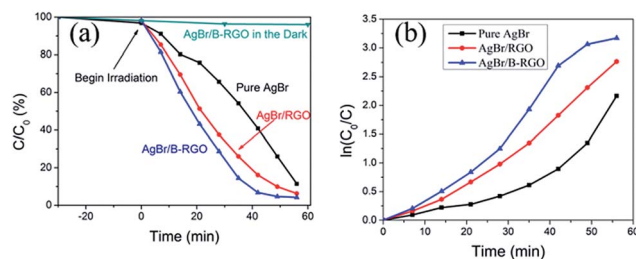 (a)
AgBr/B-RGO in the Dark
Begin Irradiation
Pure AgBr
AgBr/RGO
AgBr/B-RGO
C/C0 (%)
100
80
60
40
20
0
-20
0
20
40
60
Time (min)
(b)
Pure AgBr
AgBr/RGO
AgBr/B-RGO
ln(C0/C)
3.5
3.0
2.5
2.0
1.5
1.0
0.5
0.0
0
10
20
30
40
50
60
Time (min)